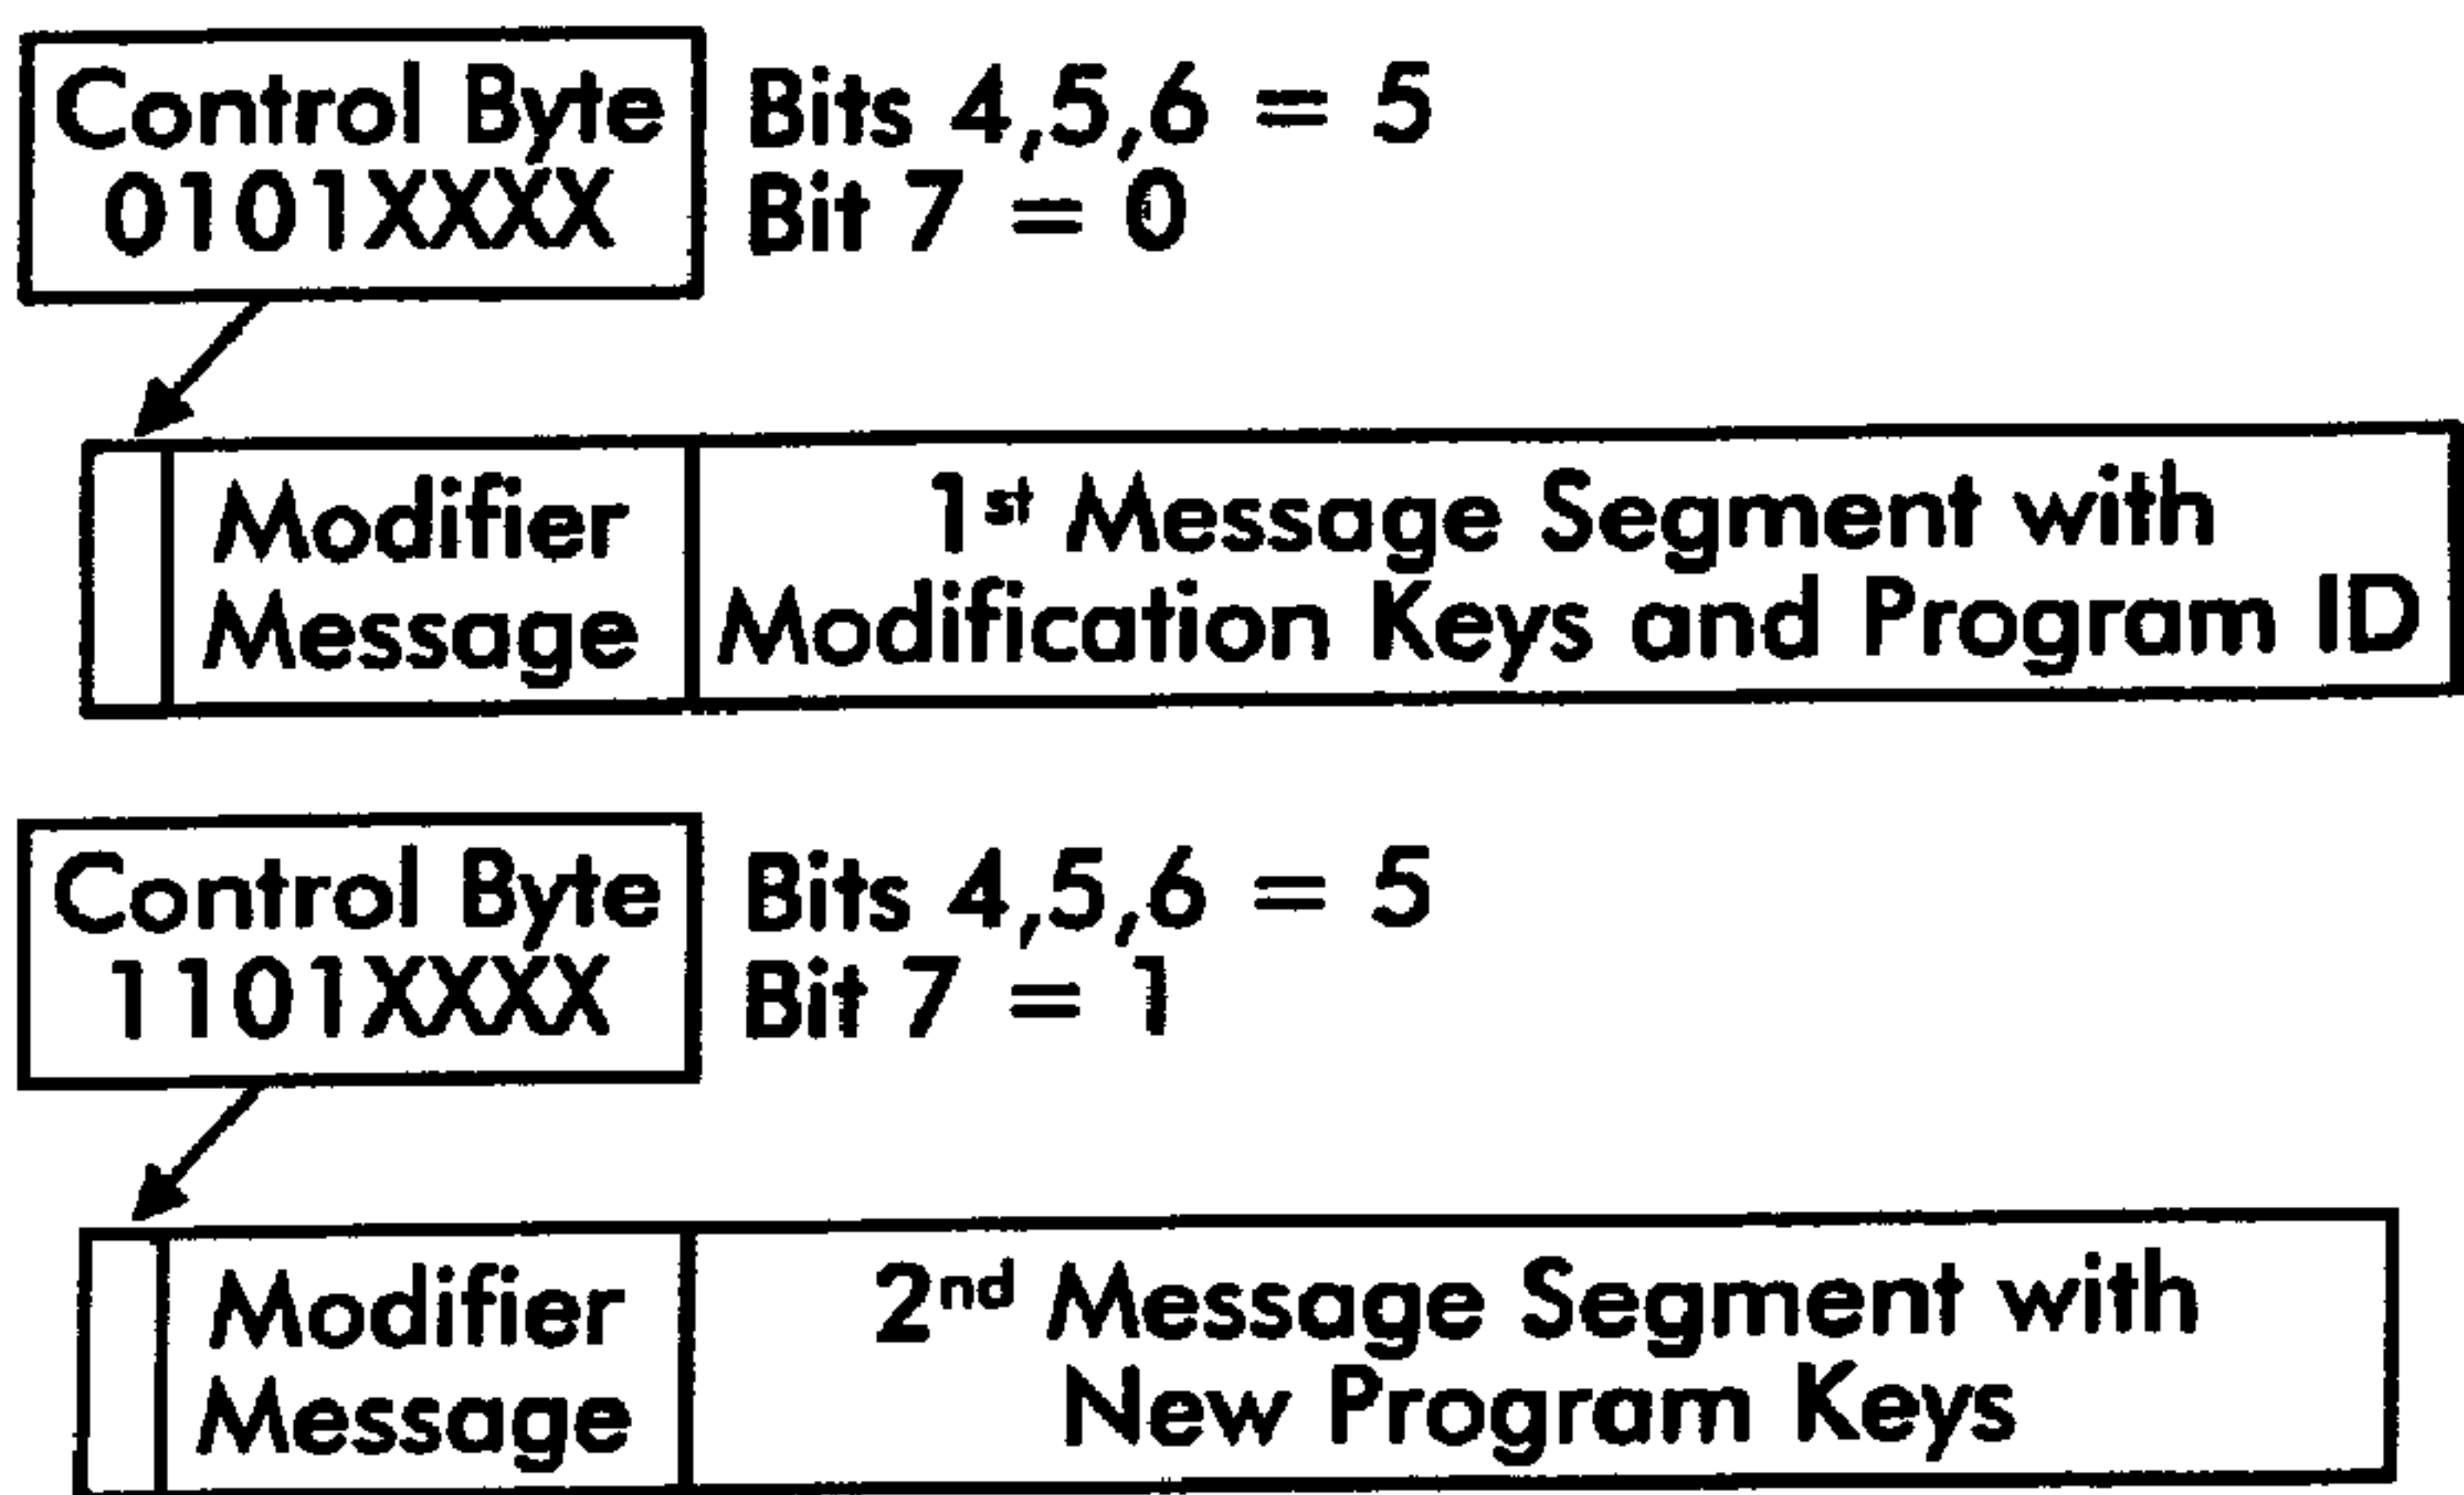 Control Byte
0101XXXX
Bits 4,5,6 = 5
Bit 7 = 0
Modifier
Message
1st Message Segment with
Modification Keys and Program ID
Control Byte
1101XXXX
Bits 4,5,6 = 5
Bit 7 = 1
Modifier
Message
2nd Message Segment with
New Program Keys